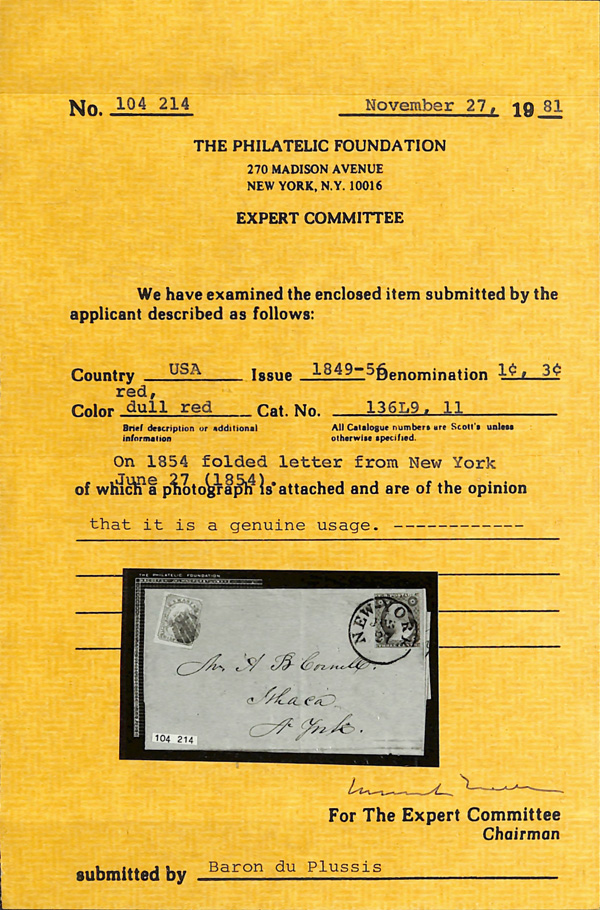 No. 104 214 November 27, 19 81
THE PHILATELIC FOUNDATION
270 MADISON AVENUE
NEW YORK, N.Y. 10016
EXPERT COMMITTEE
We have examined the enclosed item submitted by the
applicant described as follows:
Country USA Issue 1849-56 Denomination 1¢, 3¢
red,
Color dull red Cat. No. 136L9, 11
Brief description or additional information
All Catalogue numbers are Scott's unless otherwise specified.
On 1854 folded letter from New York
June 27 (1854).
of which a photograph is attached and are of the opinion
that it is a genuine usage. ------------
THE PHILATELIC FOUNDATION
NEW-YORK
27
Ithaca
N York.
104 214
For The Expert Committee
Chairman
submitted by Baron du Plussis